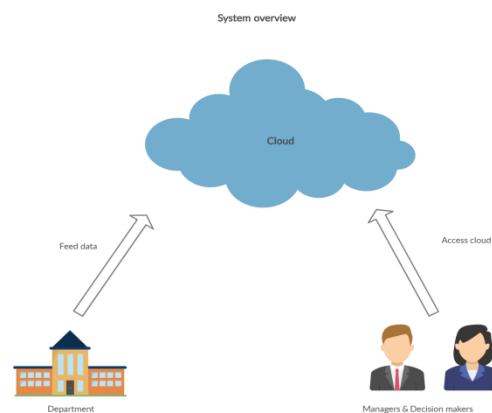 System overview
Cloud
Feed data
Access cloud
Department
Managers & Decision makers